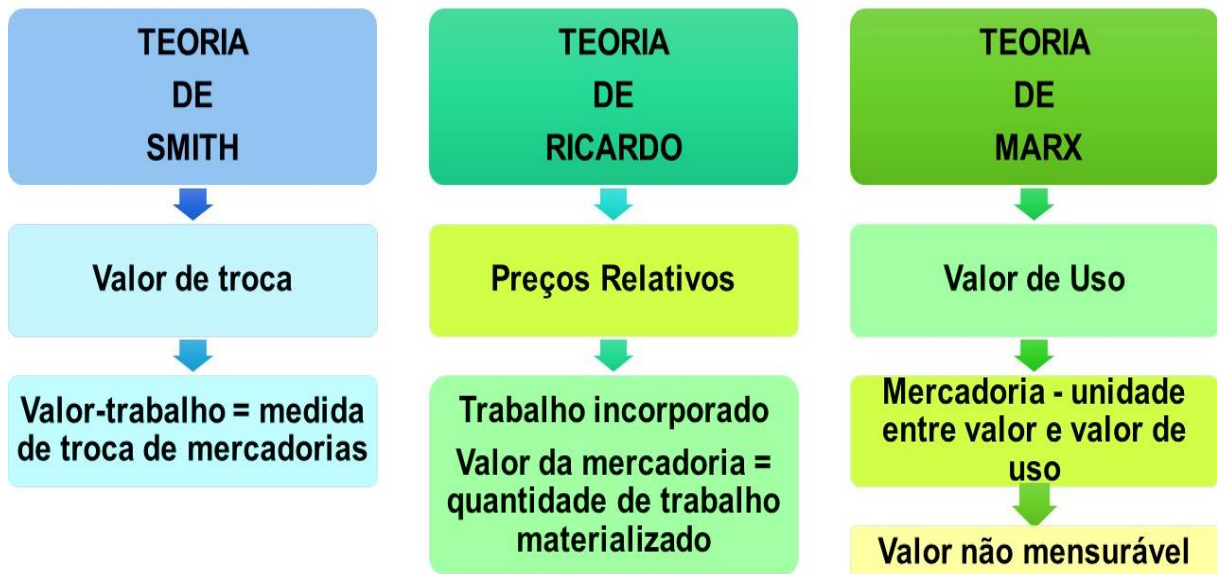 TEORIA
DE
SMITH
Valor de troca
Valor-trabalho = medida
de troca de mercadorias
TEORIA
DE
RICARDO
Preços Relativos
Trabalho incorporado
Valor da mercadoria =
quantidade de trabalho
materializado
TEORIA
DE
MARX
Valor de Uso
Mercadoria - unidade
entre valor e valor de
uso
Valor não mensurável